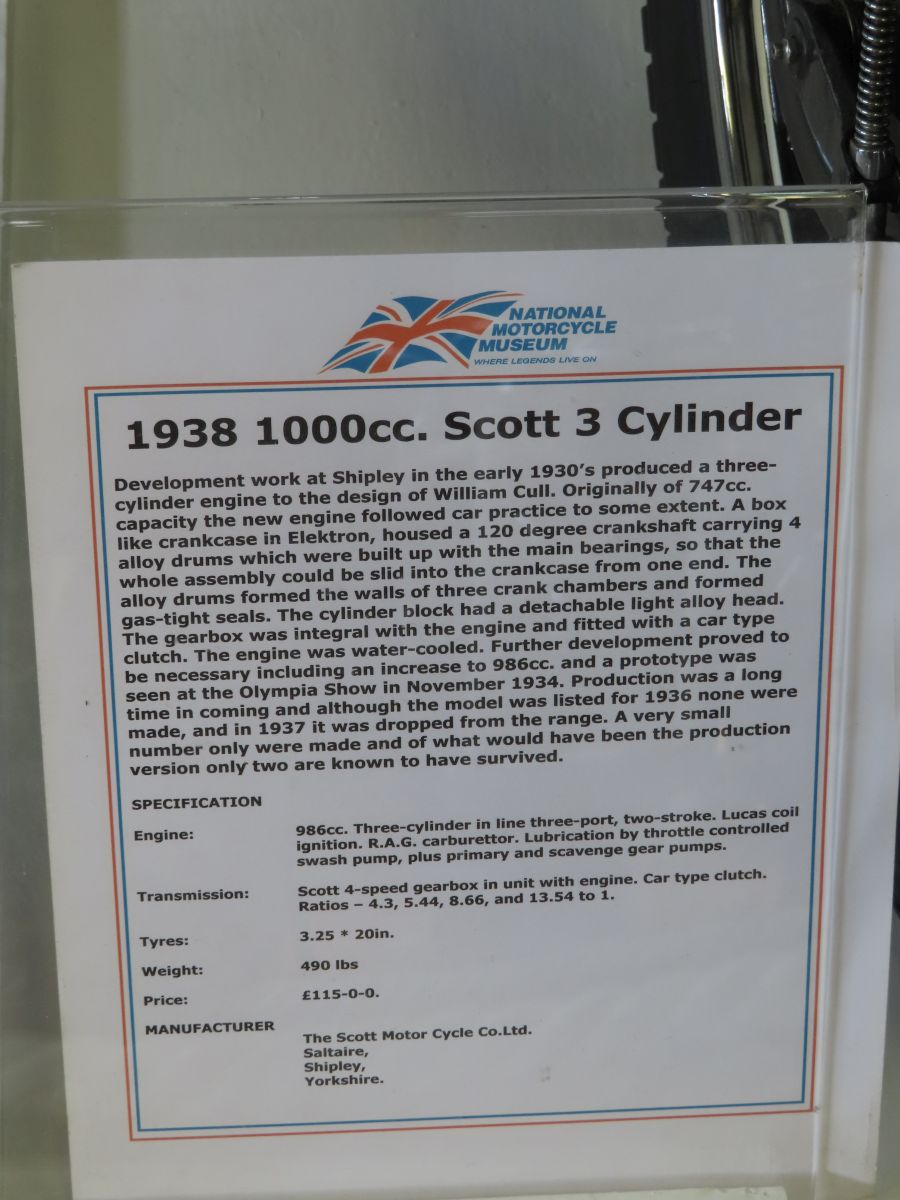 NATIONAL
MOTORCYCLE
MUSEUM
WHERE LEGENDS LIVE ON
1938 1000cc. Scott 3 Cylinder
Development work at Shipley in the early 1930's produced a three-
cylinder engine to the design of William Cull. Originally of 747cc.
capacity the new engine followed car practice to some extent. A box
like crankcase in Elektron, housed a 120 degree crankshaft carrying 4
alloy drums which were built up with the main bearings, so that the
whole assembly could be slid into the crankcase from one end. The
alloy drums formed the walls of three crank chambers and formed
gas-tight seals. The cylinder block had a detachable light alloy head.
The gearbox was integral with the engine and fitted with a car type
clutch. The engine was water-cooled. Further development proved to
be necessary including an increase to 986cc. and a prototype was
seen at the Olympia Show in November 1934. Production was a long
time in coming and although the model was listed for 1936 none were
made, and in 1937 it was dropped from the range. A very small
number only were made and of what would have been the production
version only two are known to have survived.
SPECIFICATION
Engine: 986cc. Three-cylinder in line three-port, two-stroke. Lucas coil
ignition. R.A.G. carburettor. Lubrication by throttle controlled
swash pump, plus primary and scavenge gear pumps.
Transmission: Scott 4-speed gearbox in unit with engine. Car type clutch.
Ratios – 4.3, 5.44, 8.66, and 13.54 to 1.
Tyres: 3.25 * 20in.
Weight: 490 lbs
Price: £115-0-0.
MANUFACTURER The Scott Motor Cycle Co.Ltd.
Saltaire,
Shipley,
Yorkshire.